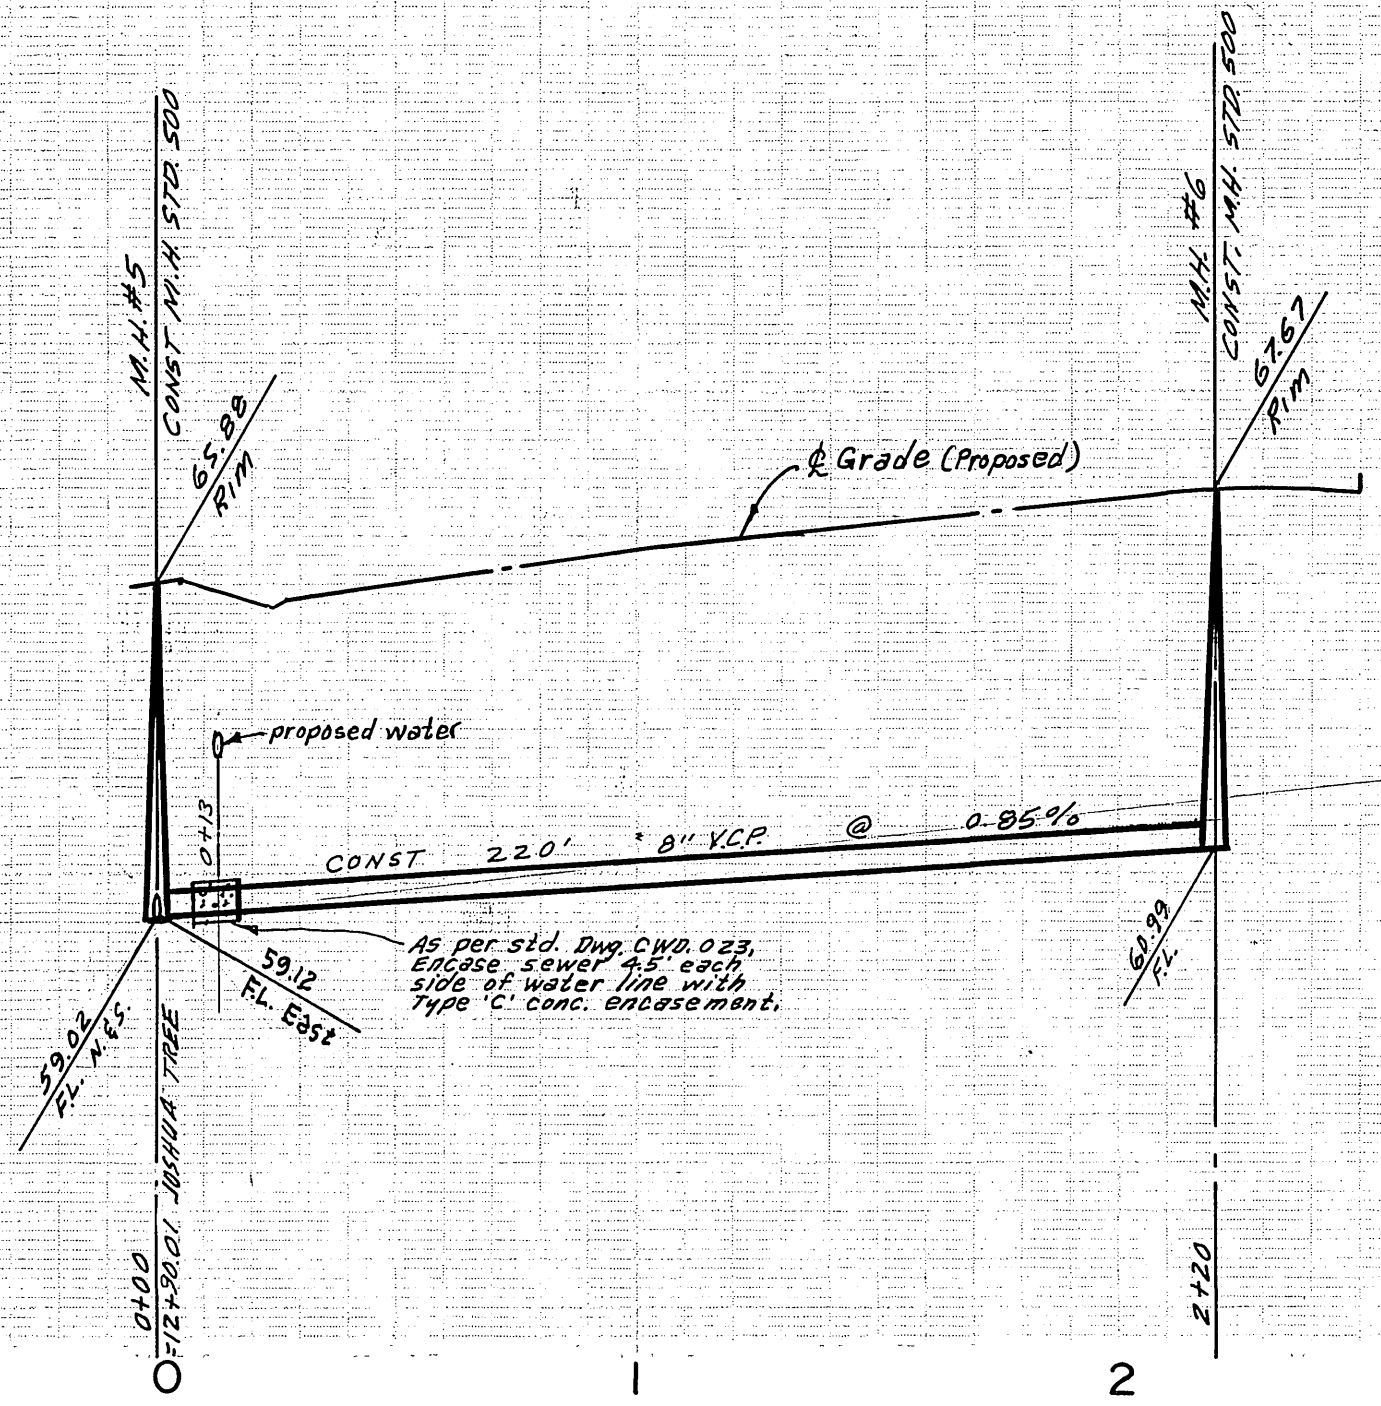 M.H. #5
CONST M.H. STD. 500
M.H. #6
CONST. M.H. STD. 500
65.88
RIM
67.67
RIM
℄ Grade (Proposed)
proposed water
0+13
CONST 220' 8" V.C.P. @ 0.85%
As per std. Dwg. CWD. 023,
Encase sewer 4.5' each
side of water line with
Type 'C' conc. encasement.
59.12
F.L. East
59.02
F.L. N.&S.
60.99
F.L.
0+00
=12+90.01 JOSHUA TREE
2+20
0 1 2